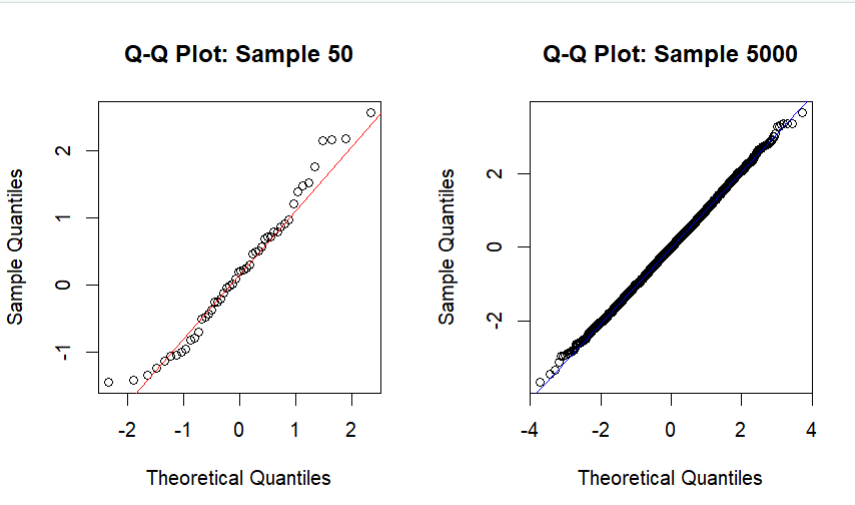 Q-Q Plot: Sample 50
Sample Quantiles
2
1
0
-1
-2 -1 0 1 2
Theoretical Quantiles
Q-Q Plot: Sample 5000
Sample Quantiles
2
0
-2
-4 -2 0 2 4
Theoretical Quantiles